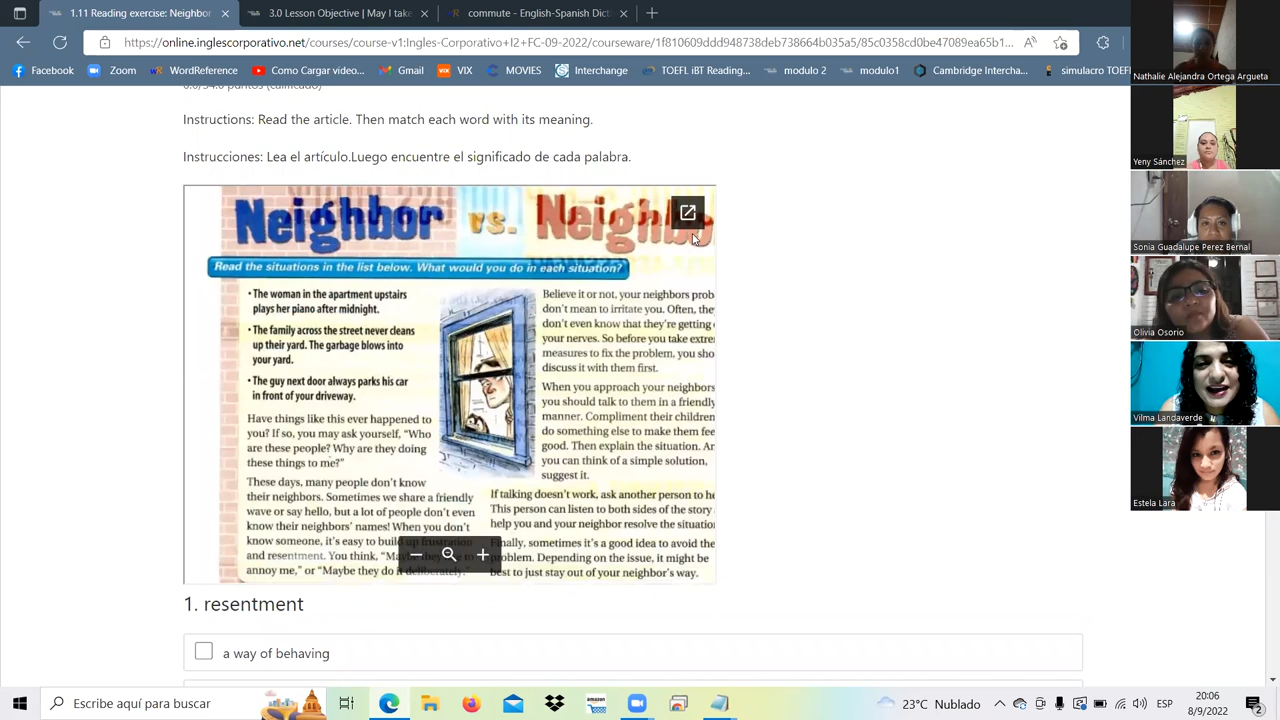 1.11 Reading exercise: Neighbor
3.0 Lesson Objective | May I take
commute - English-Spanish Dict
https://online.inglescorporativo.net/courses/course-v1:Ingles-Corporativo+I2+FC-09-2022/courseware/1f810609ddd948738deb738664b035a5/85c0358cd0be47089ea65b1...
Facebook
Zoom
WordReference
Como Cargar video...
Gmail
VIX
MOVIES
Interchange
TOEFL iBT Reading...
modulo 2
modulo1
Cambridge Intercha...
simulacro TOEFL
0.0/34.0 puntos (calificado)
Instructions: Read the article. Then match each word with its meaning.
Instrucciones: Lea el artículo.Luego encuentre el significado de cada palabra.
Neighbor vs Neighb
Read the situations in the list below. What would you do in each situation?
• The woman in the apartment upstairs
plays her piano after midnight.
• The family across the street never cleans
up their yard. The garbage blows into
your yard.
• The guy next door always parks his car
in front of your driveway.
Have things like this ever happened to
you? If so, you may ask yourself, "Who
are these people? Why are they doing
these things to me?"
These days, many people don't know
their neighbors. Sometimes we share a friendly
wave or say hello, but a lot of people don't even
know their neighbors' names! When you don't
know someone, it's easy to build up frustration
and resentment. You think, "Maybe they like to
annoy me," or "Maybe they do it deliberately."
Believe it or not, your neighbors prob
don't mean to irritate you. Often, the
don't even know that they're getting
your nerves. So before you take extre
measures to fix the problem, you sho
discuss it with them first.
When you approach your neighbors
you should talk to them in a friendly
manner. Compliment their children
do something else to make them fee
good. Then explain the situation. An
you can think of a simple solution,
suggest it.
If talking doesn't work, ask another person to he
This person can listen to both sides of the story
help you and your neighbor resolve the situatio
Finally, sometimes it's a good idea to avoid the
problem. Depending on the issue, it might be
best to just stay out of your neighbor's way.
1. resentment
a way of behaving
Nathalie Alejandra Ortega Argueta
Yeny Sánchez
Sonia Guadalupe Perez Bernal
Olivia Osorio
Vilma Landaverde
Estela Lara
Escribe aquí para buscar
23°C Nublado
ESP
20:06
8/9/2022
2